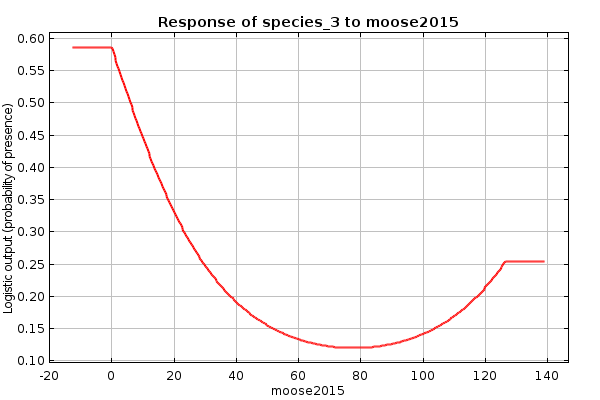 Response of species_3 to moose2015
Logistic output (probability of presence)
0.60
0.55
0.50
0.45
0.40
0.35
0.30
0.25
0.20
0.15
0.10
-20 0 20 40 60 80 100 120 140
moose2015